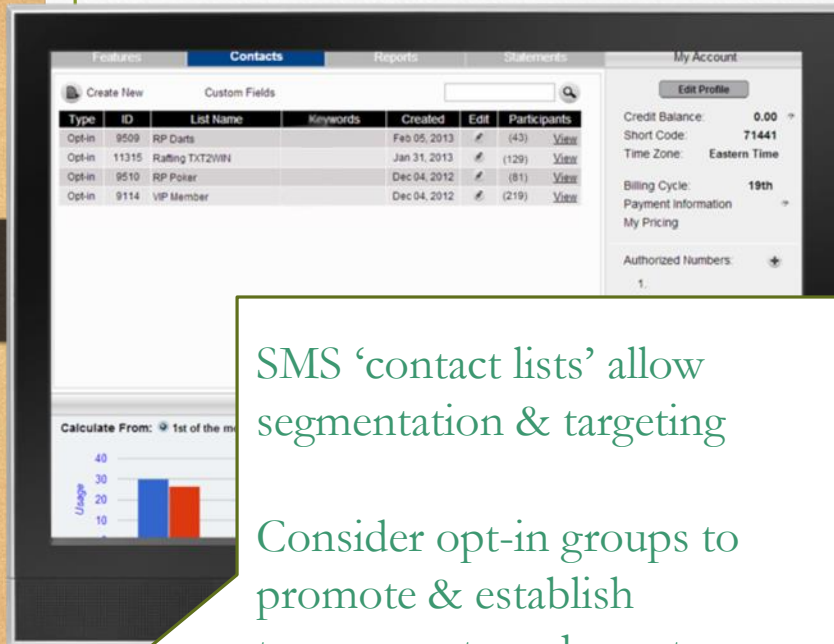 Features Contacts Reports Statements My Account
Create New Custom Fields
Edit Profile
Type ID List Name Keywords Created Edit Participants
Opt-in 9509 RP Darts Feb 05, 2013 (43) View
Opt-in 11315 Rafting TXT2WIN Jan 31, 2013 (129) View
Opt-in 9510 RP Poker Dec 04, 2012 (81) View
Opt-in 9114 VIP Member Dec 04, 2012 (219) View
Credit Balance: 0.00
Short Code: 71441
Time Zone: Eastern Time
Billing Cycle: 19th
Payment Information
My Pricing
Authorized Numbers:
1.
Calculate From: 1st of the
40
30
20
10
Usage
SMS ‘contact lists’ allow
segmentation & targeting
Consider opt-in groups to
promote & establish